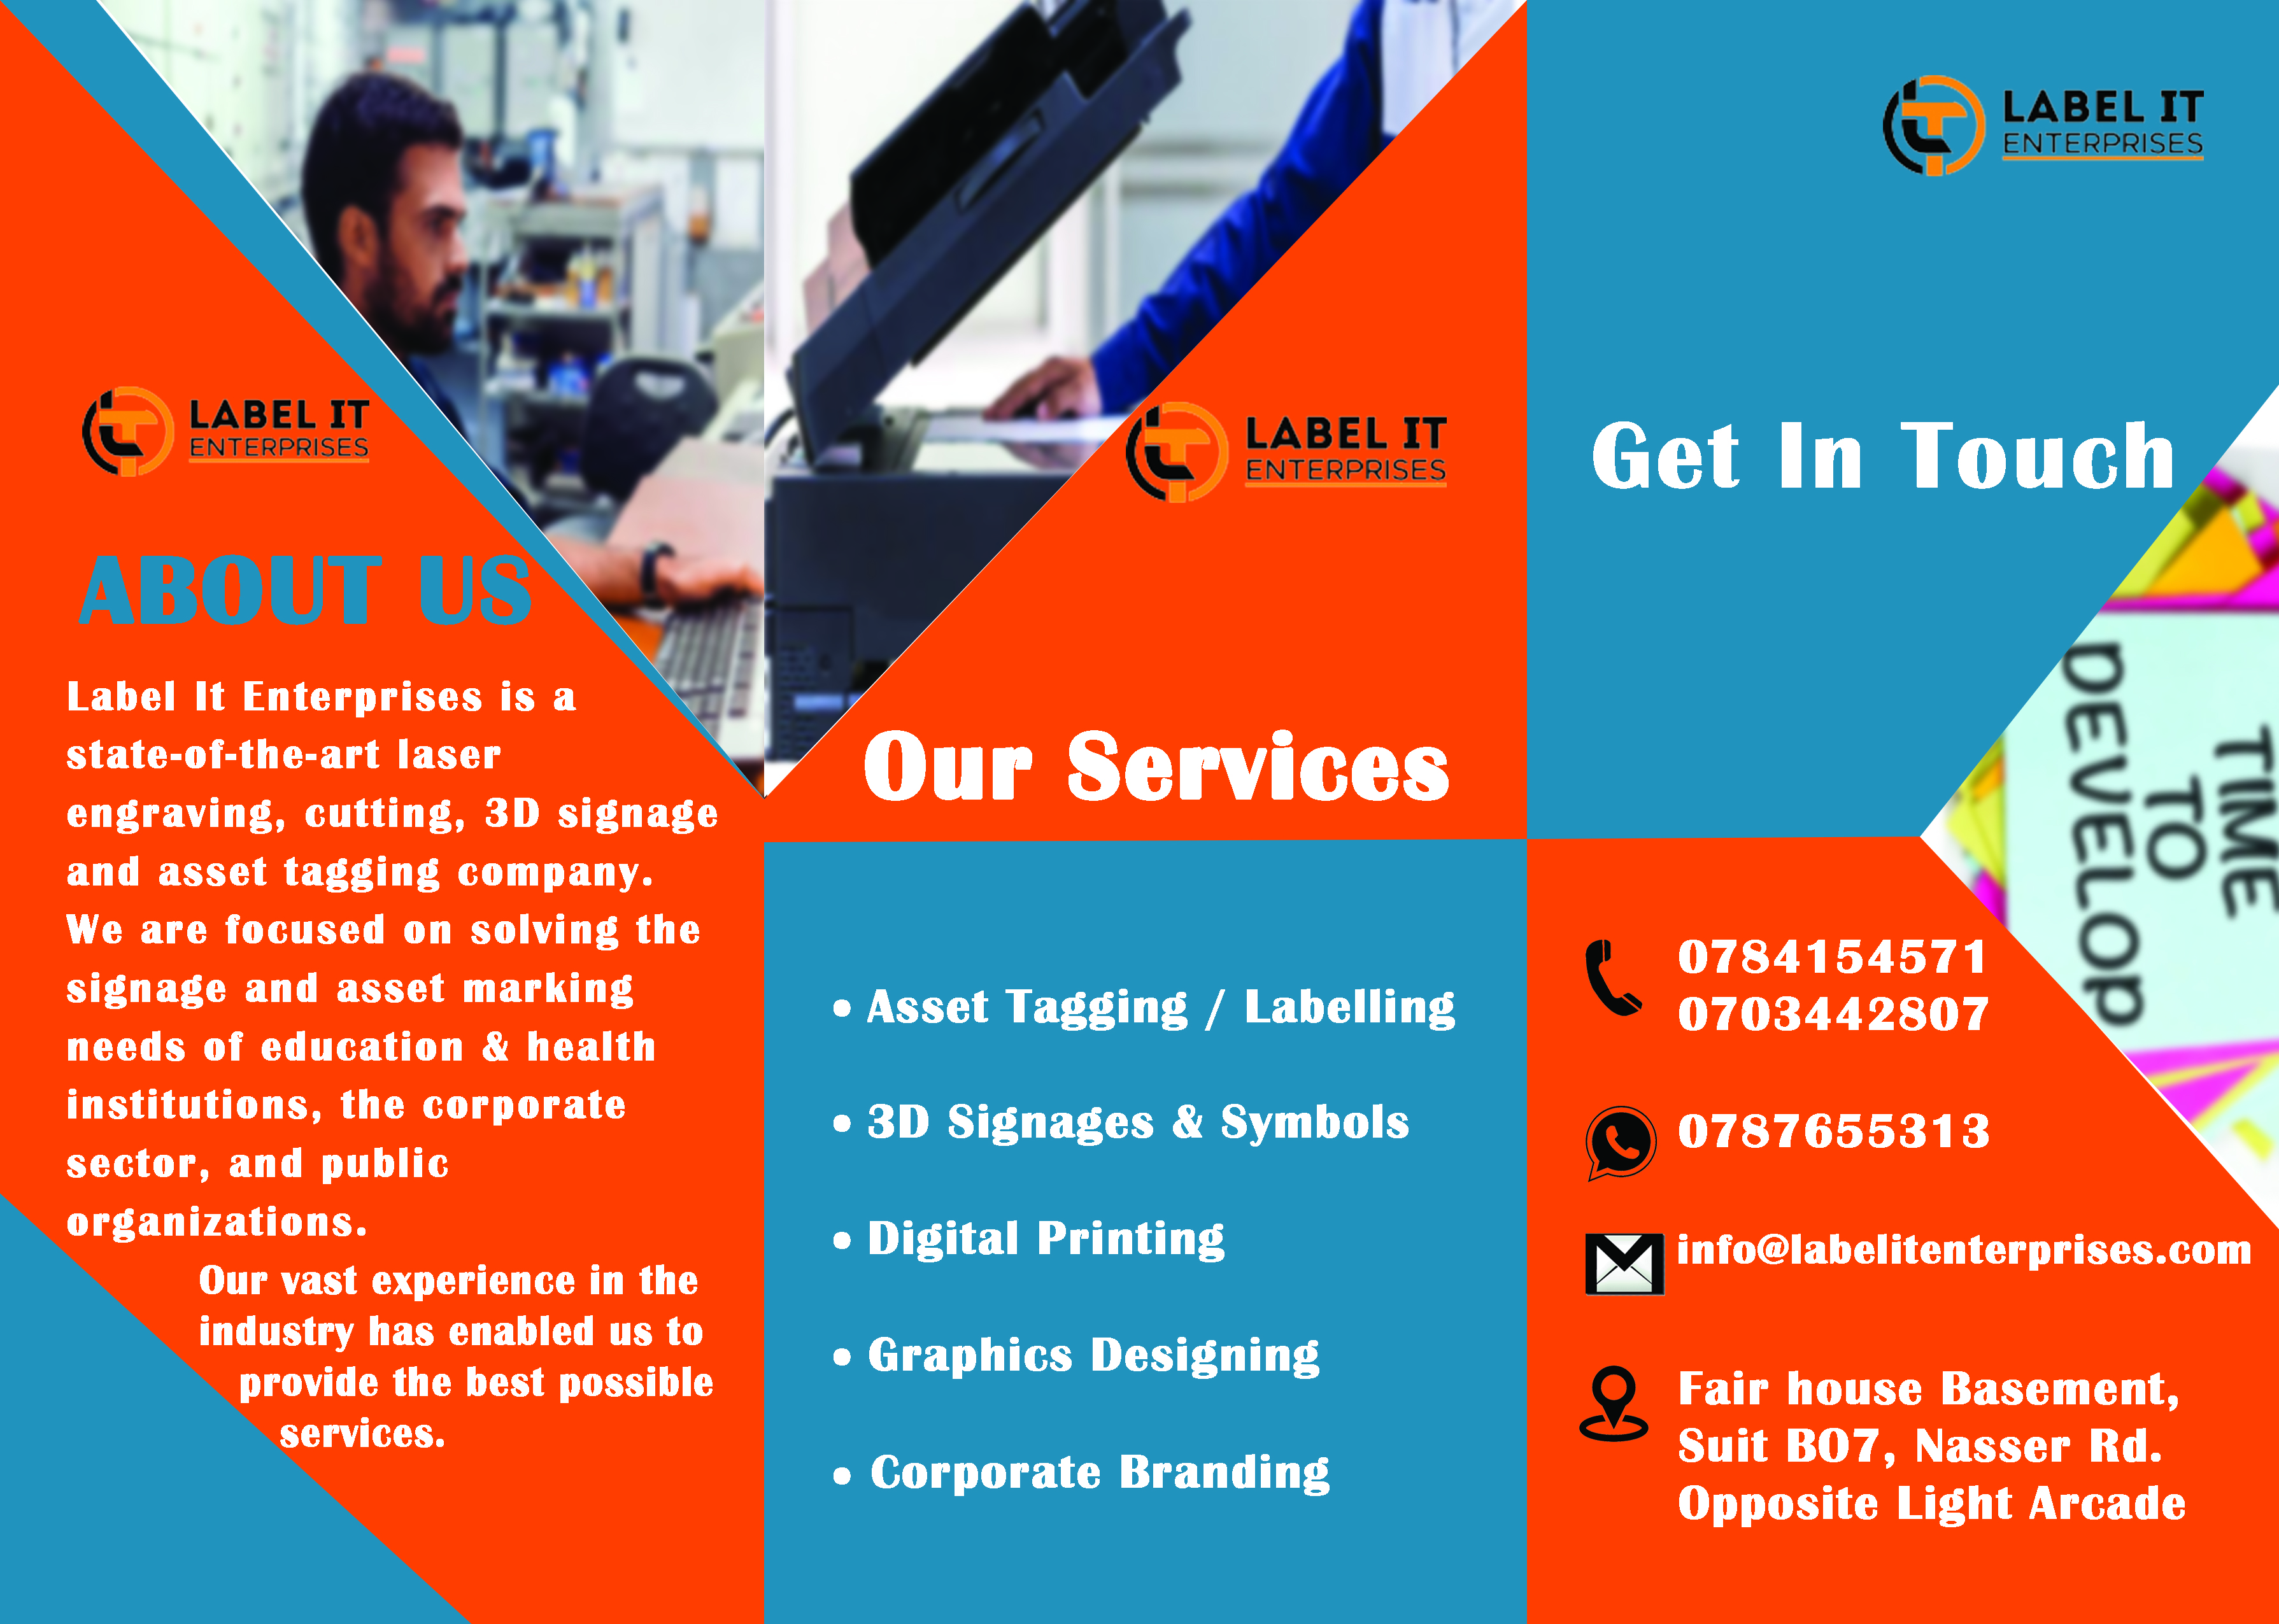 LABEL IT
ENTERPRISES
ABOUT US
Label It Enterprises is a
state-of-the-art laser
engraving, cutting, 3D signage
and asset tagging company.
We are focused on solving the
signage and asset marking
needs of education & health
institutions, the corporate
sector, and public
organizations.
Our vast experience in the
industry has enabled us to
provide the best possible
services.
LABEL IT
ENTERPRISES
Our Services
• Asset Tagging / Labelling
• 3D Signages & Symbols
• Digital Printing
• Graphics Designing
• Corporate Branding
LABEL IT
ENTERPRISES
Get In Touch
TIME
TO
DEVELOP
0784154571
0703442807
0787655313
info@labelitenterprises.com
Fair house Basement,
Suit BO7, Nasser Rd.
Opposite Light Arcade